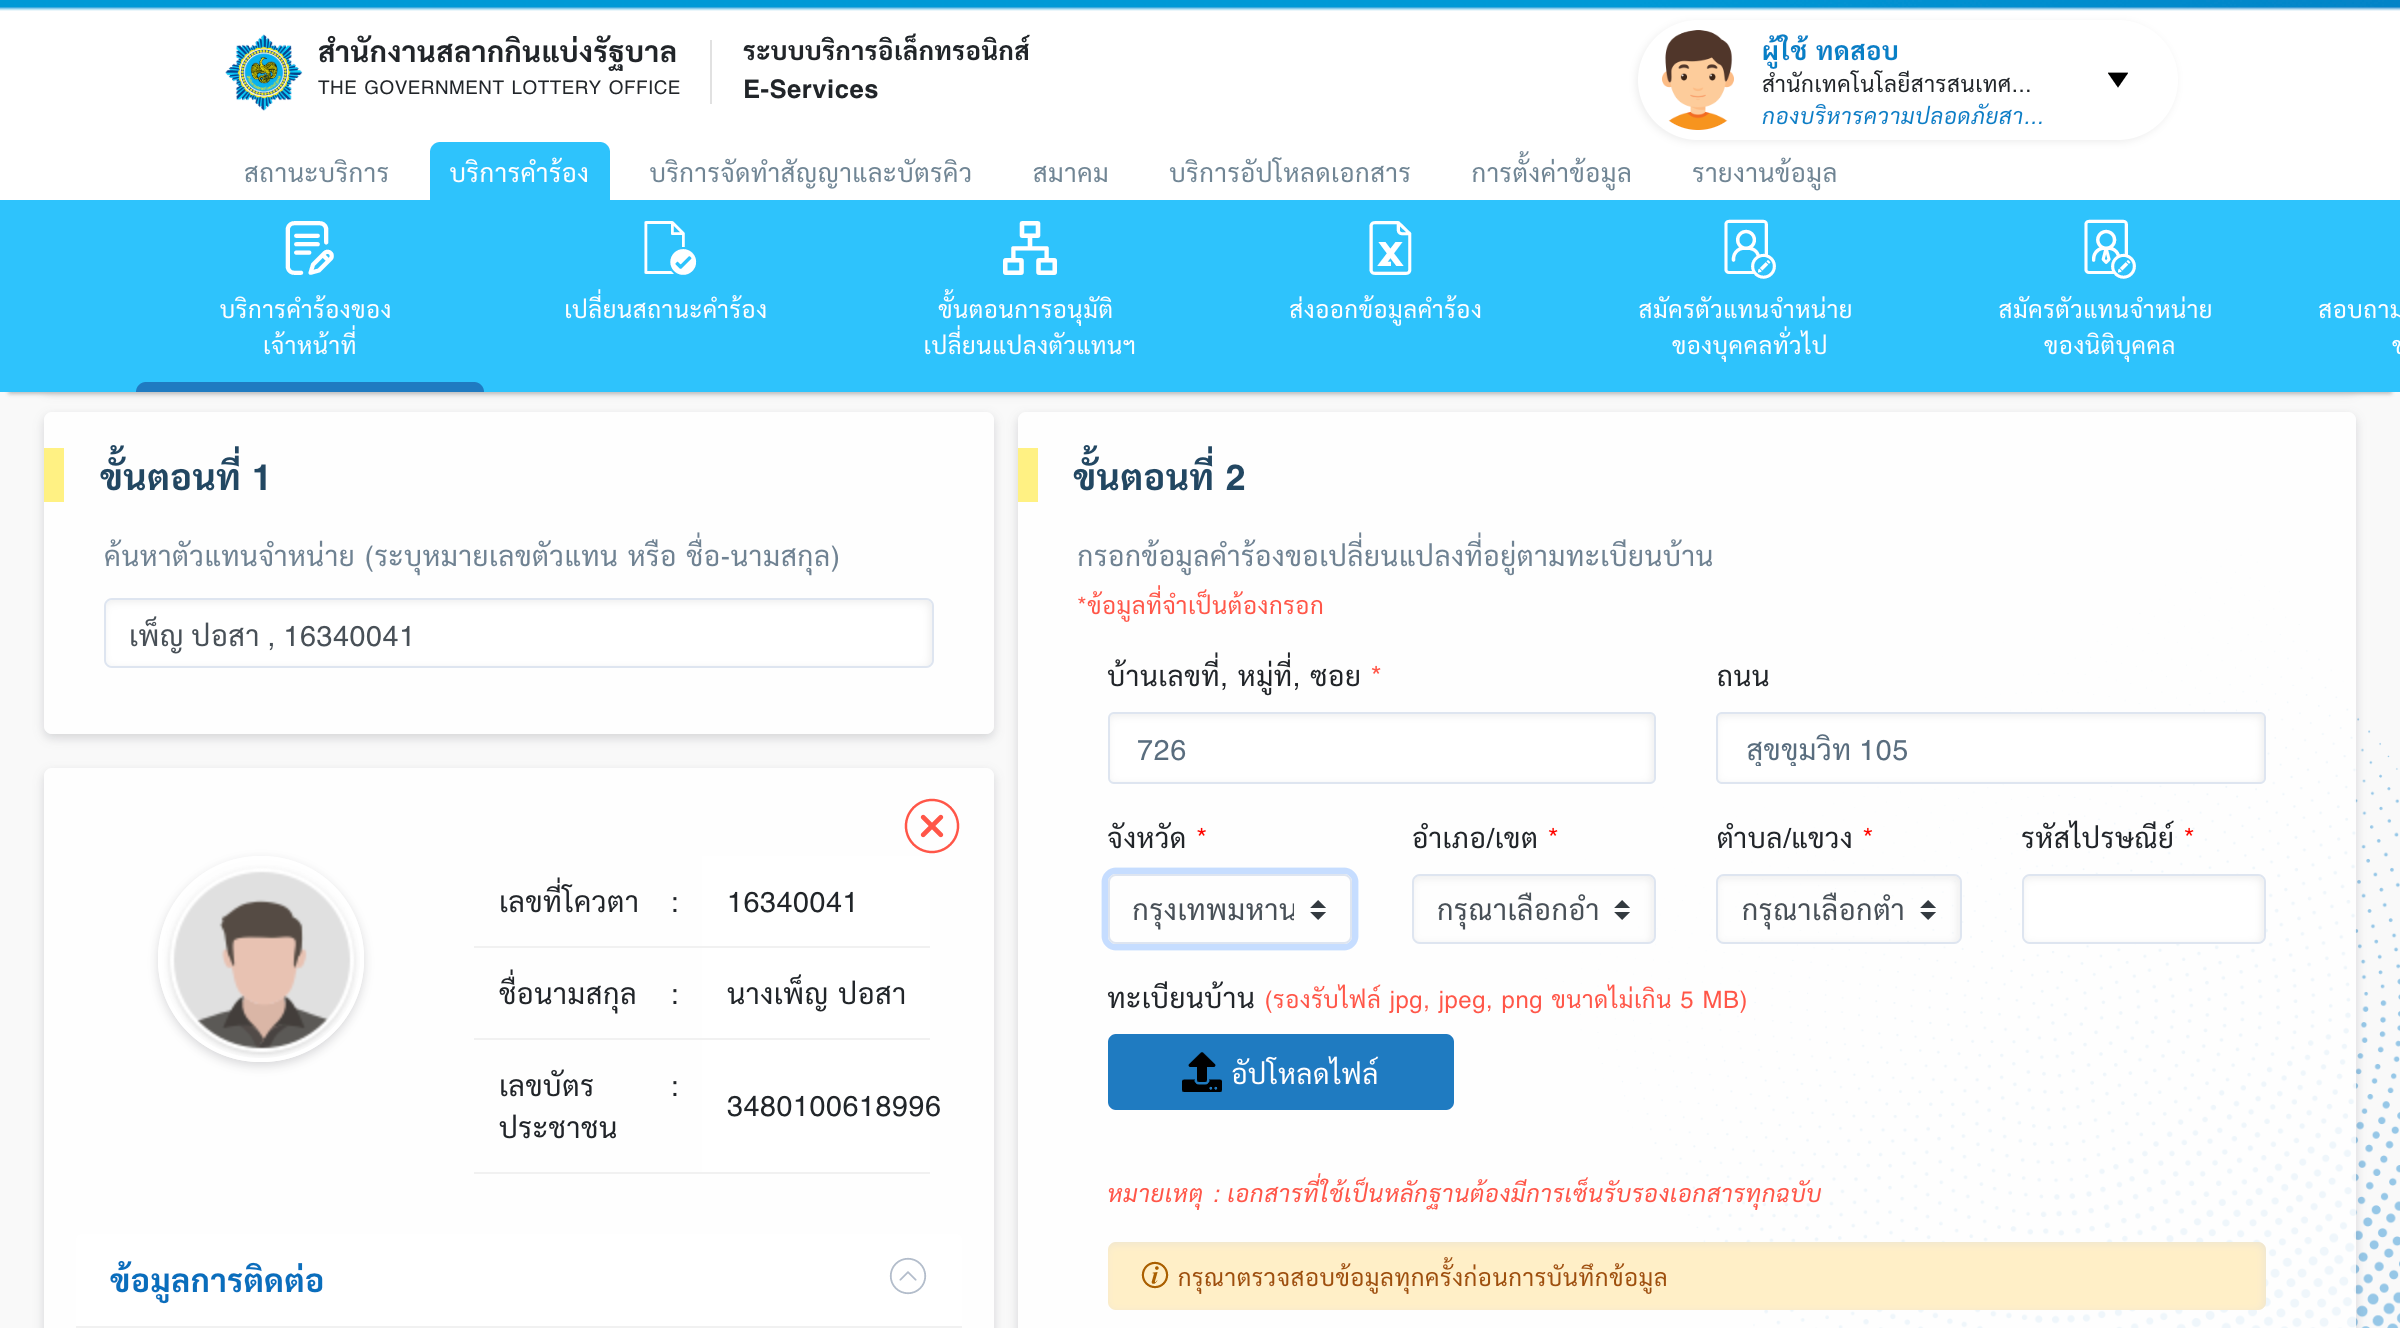 สำนักงานสลากกินแบ่งรัฐบาล
THE GOVERNMENT LOTTERY OFFICE
ระบบบริการอิเล็กทรอนิกส์
E-Services
ผู้ใช้ ทดสอบ
สำนักเทคโนโลยีสารสนเทศ...
กองบริหารความปลอดภัยสา...
สถานะบริการ
บริการคำร้อง
บริการจัดทำสัญญาและบัตรคิว
สมาคม
บริการอัปโหลดเอกสาร
การตั้งค่าข้อมูล
รายงานข้อมูล
บริการคำร้องของ
เจ้าหน้าที่
เปลี่ยนสถานะคำร้อง
ขั้นตอนการอนุมัติ
เปลี่ยนแปลงตัวแทนฯ
ส่งออกข้อมูลคำร้อง
สมัครตัวแทนจำหน่าย
ของบุคคลทั่วไป
สมัครตัวแทนจำหน่าย
ของนิติบุคคล
สอบถาม
ขั้นตอนที่ 1
ค้นหาตัวแทนจำหน่าย (ระบุหมายเลขตัวแทน หรือ ชื่อ-นามสกุล)
เพ็ญ ปอสา , 16340041
เลขที่โควตา : 16340041
ชื่อนามสกุล : นางเพ็ญ ปอสา
เลขบัตร : 3480100618996
ประชาชน
ข้อมูลการติดต่อ
ขั้นตอนที่ 2
กรอกข้อมูลคำร้องขอเปลี่ยนแปลงที่อยู่ตามทะเบียนบ้าน
*ข้อมูลที่จำเป็นต้องกรอก
บ้านเลขที่, หมู่ที่, ซอย *
ถนน
726
สุขขุมวิท 105
จังหวัด *
อำเภอ/เขต *
ตำบล/แขวง *
รหัสไปรษณีย์ *
กรุงเทพมหาน
กรุณาเลือกอำ
กรุณาเลือกตำ
ทะเบียนบ้าน (รองรับไฟล์ jpg, jpeg, png ขนาดไม่เกิน 5 MB)
อัปโหลดไฟล์
หมายเหตุ : เอกสารที่ใช้เป็นหลักฐานต้องมีการเซ็นรับรองเอกสารทุกฉบับ
กรุณาตรวจสอบข้อมูลทุกครั้งก่อนการบันทึกข้อมูล